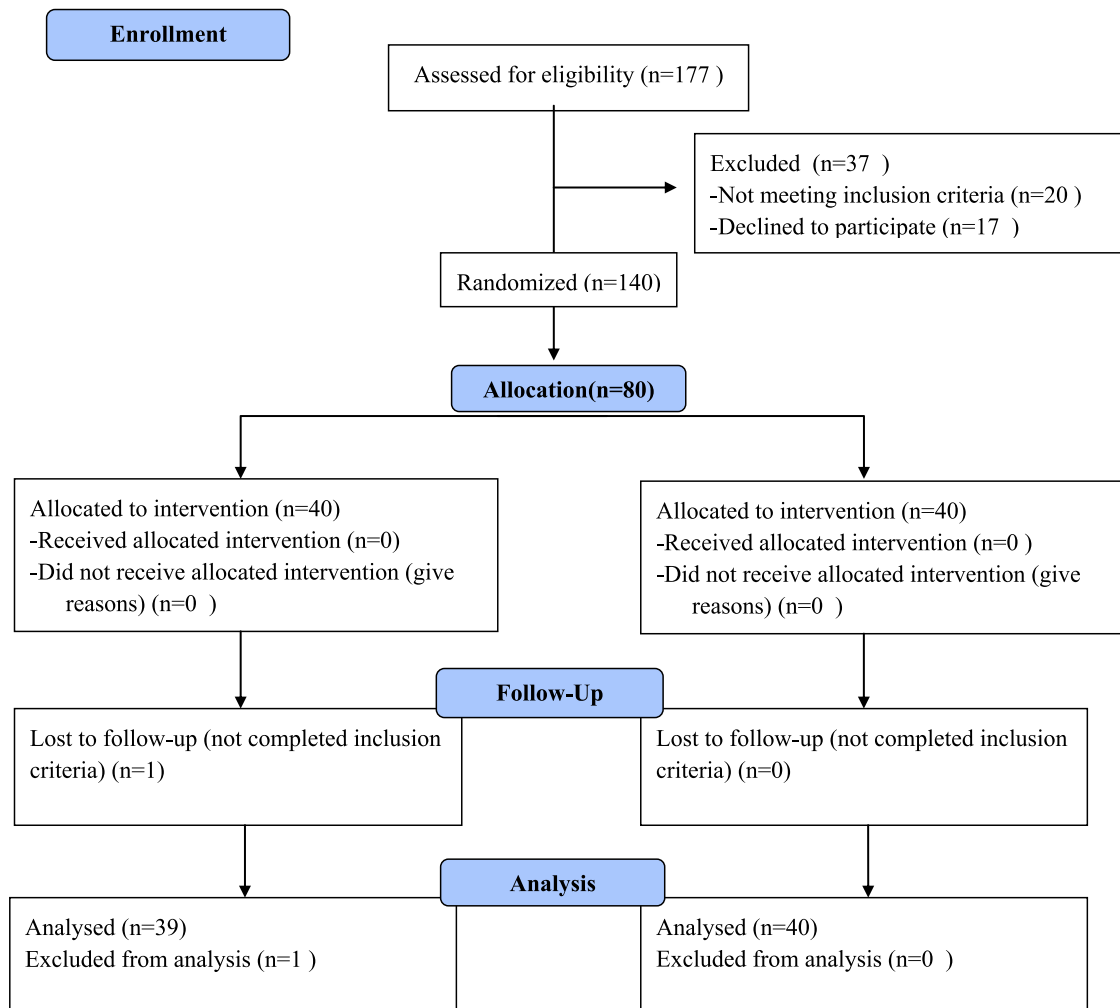 Enrollment
Assessed for eligibility (n=177 )
Excluded  (n=37  )
-Not meeting inclusion criteria (n=20 )
-Declined to participate (n=17  )
Randomized (n=140)
Allocation(n=80)
Allocated to intervention (n=40)
-Received allocated intervention (n=0)
-Did not receive allocated intervention (give
reasons) (n=0  )
Allocated to intervention (n=40)
-Received allocated intervention (n=0 )
-Did not receive allocated intervention (give
reasons) (n=0  )
Follow-Up
Lost to follow-up (not completed inclusion
criteria) (n=1)
Lost to follow-up (not completed inclusion
criteria) (n=0)
Analysis
Analysed (n=39)
Excluded from analysis (n=1  )
Analysed (n=40)
Excluded from analysis (n=0  )